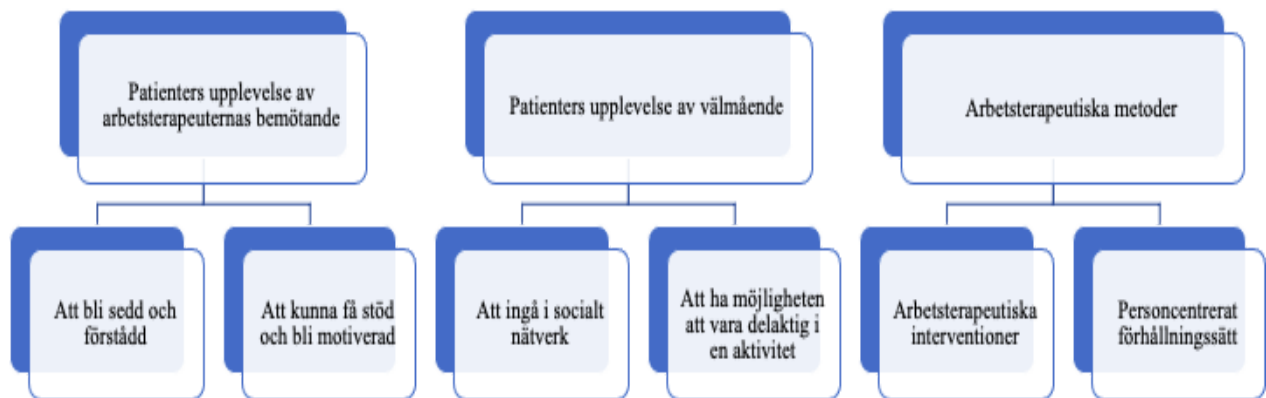 Patienters upplevelse av
arbetsterapeuternas bemötande
Patienters upplevelse av välmående
Arbetsterapeutiska metoder
Att bli sedd och
förstådd
Att kunna få stöd
och bli motiverad
Att ingå i socialt
nätverk
Att ha möjligheten
att vara delaktig i
en aktivitet
Arbetsterapeutiska
interventioner
Personcentrerat
förhållningssätt